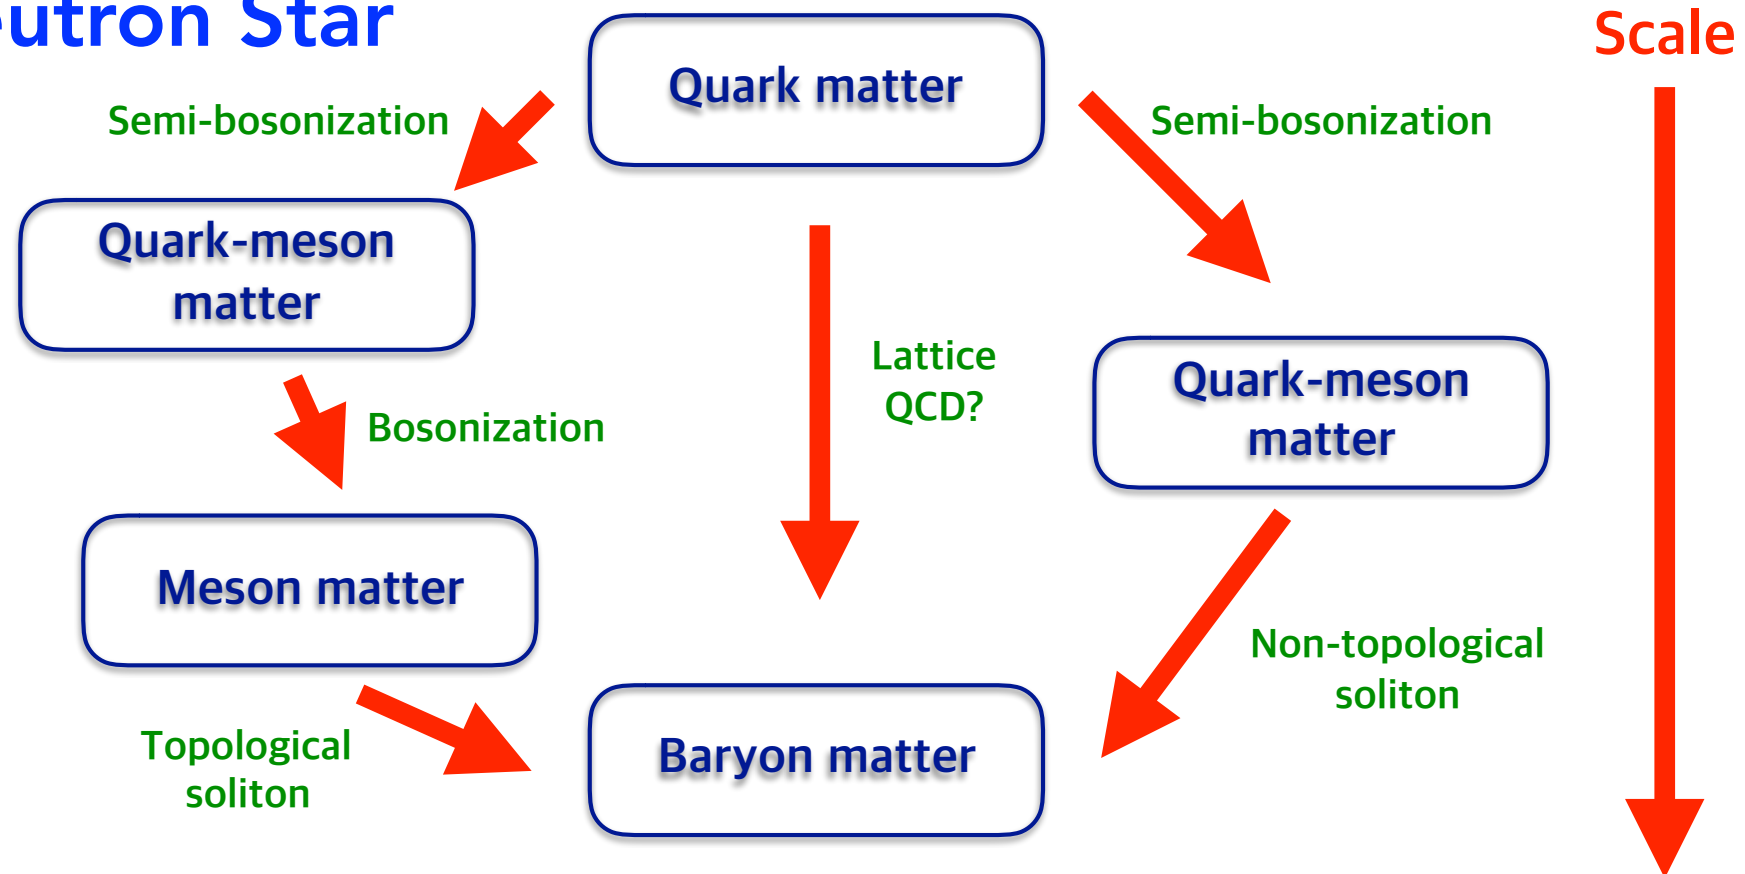 eutron Star
Scale
Quark matter
Semi-bosonization
Semi-bosonization
Quark-meson
matter
Lattice
QCD?
Quark-meson
matter
Bosonization
Meson matter
Non-topological
soliton
Topological
soliton
Baryon matter